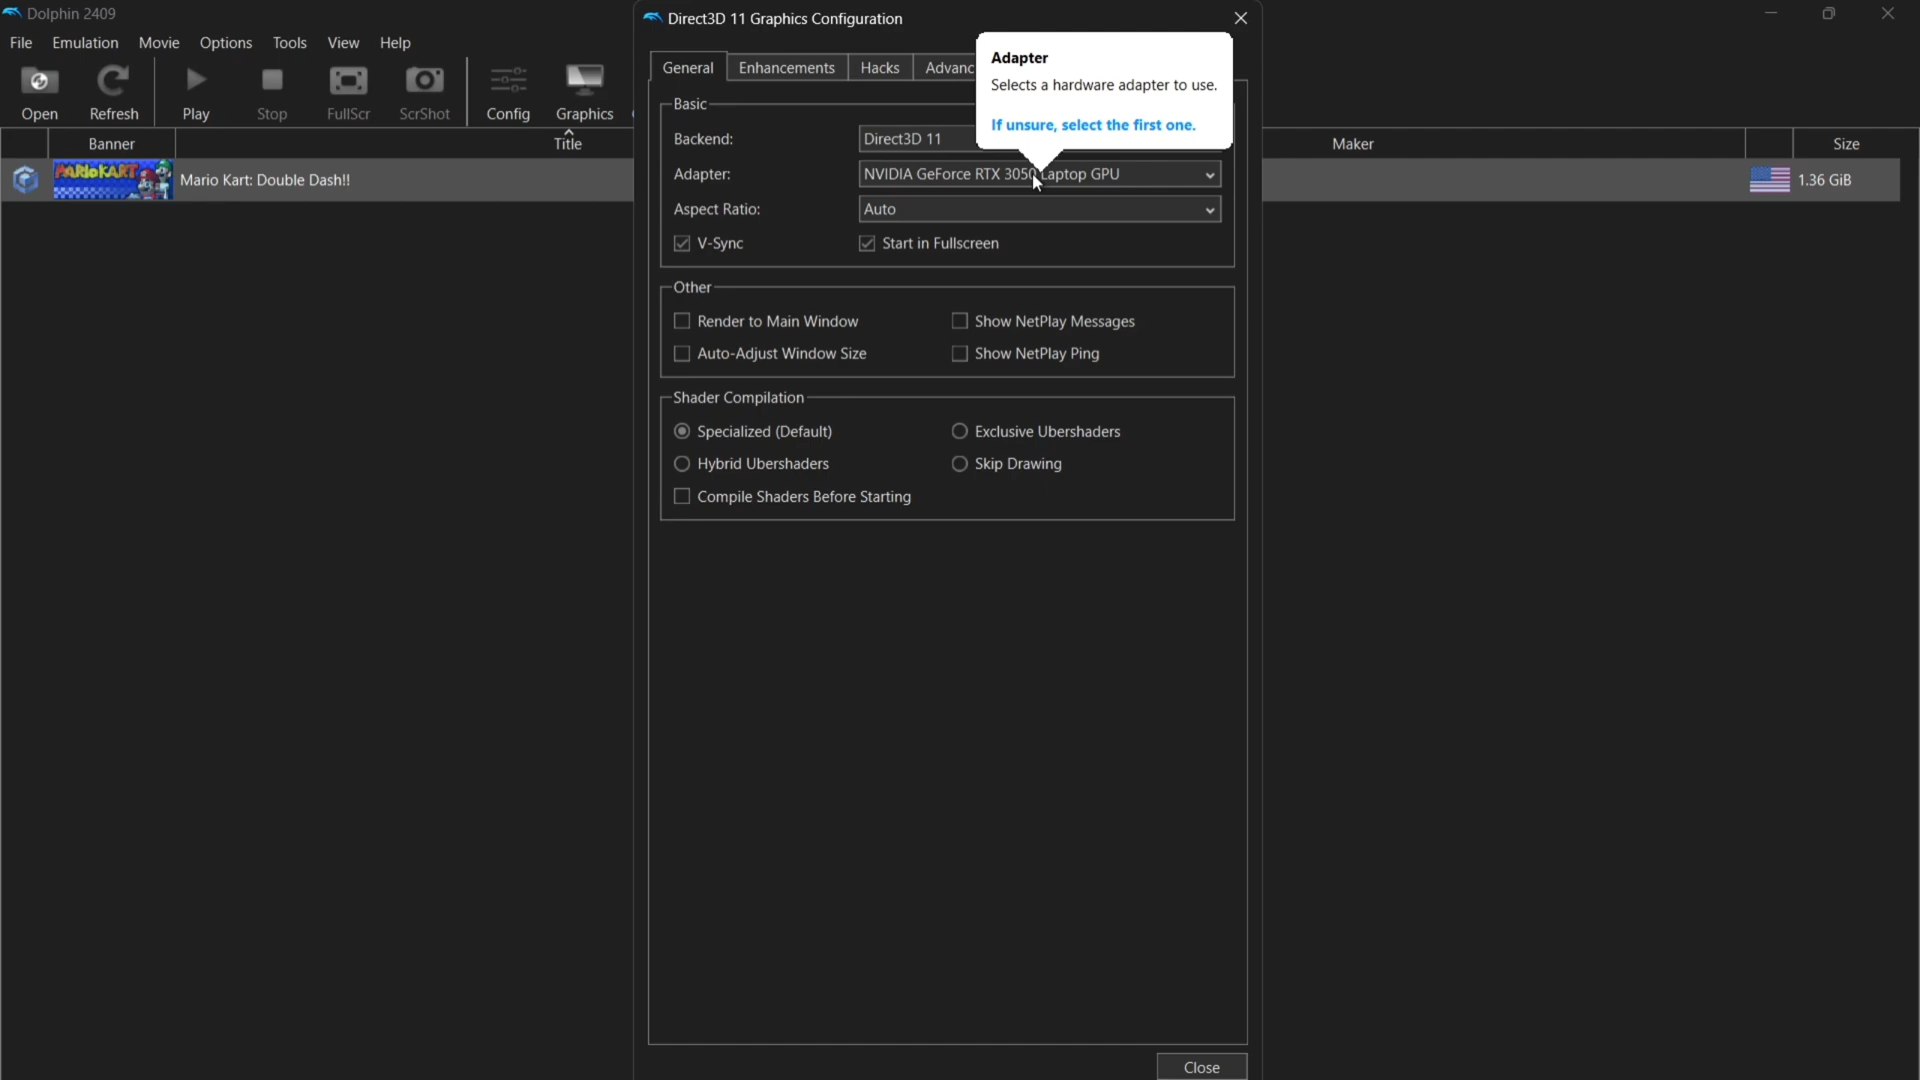 Dolphin 2409
File Emulation Movie Options Tools View Help
Open Refresh Play Stop FullScr ScrShot Config Graphics
Banner Title Maker Size
MARIOKART Mario Kart: Double Dash!! 1.36 GiB
Direct3D 11 Graphics Configuration
General Enhancements Hacks Advanc
Adapter
Selects a hardware adapter to use.
If unsure, select the first one.
Basic
Backend: Direct3D 11
Adapter: NVIDIA GeForce RTX 3050 Laptop GPU
Aspect Ratio: Auto
V-Sync Start in Fullscreen
Other
Render to Main Window Show NetPlay Messages
Auto-Adjust Window Size Show NetPlay Ping
Shader Compilation
Specialized (Default) Exclusive Ubershaders
Hybrid Ubershaders Skip Drawing
Compile Shaders Before Starting
Close